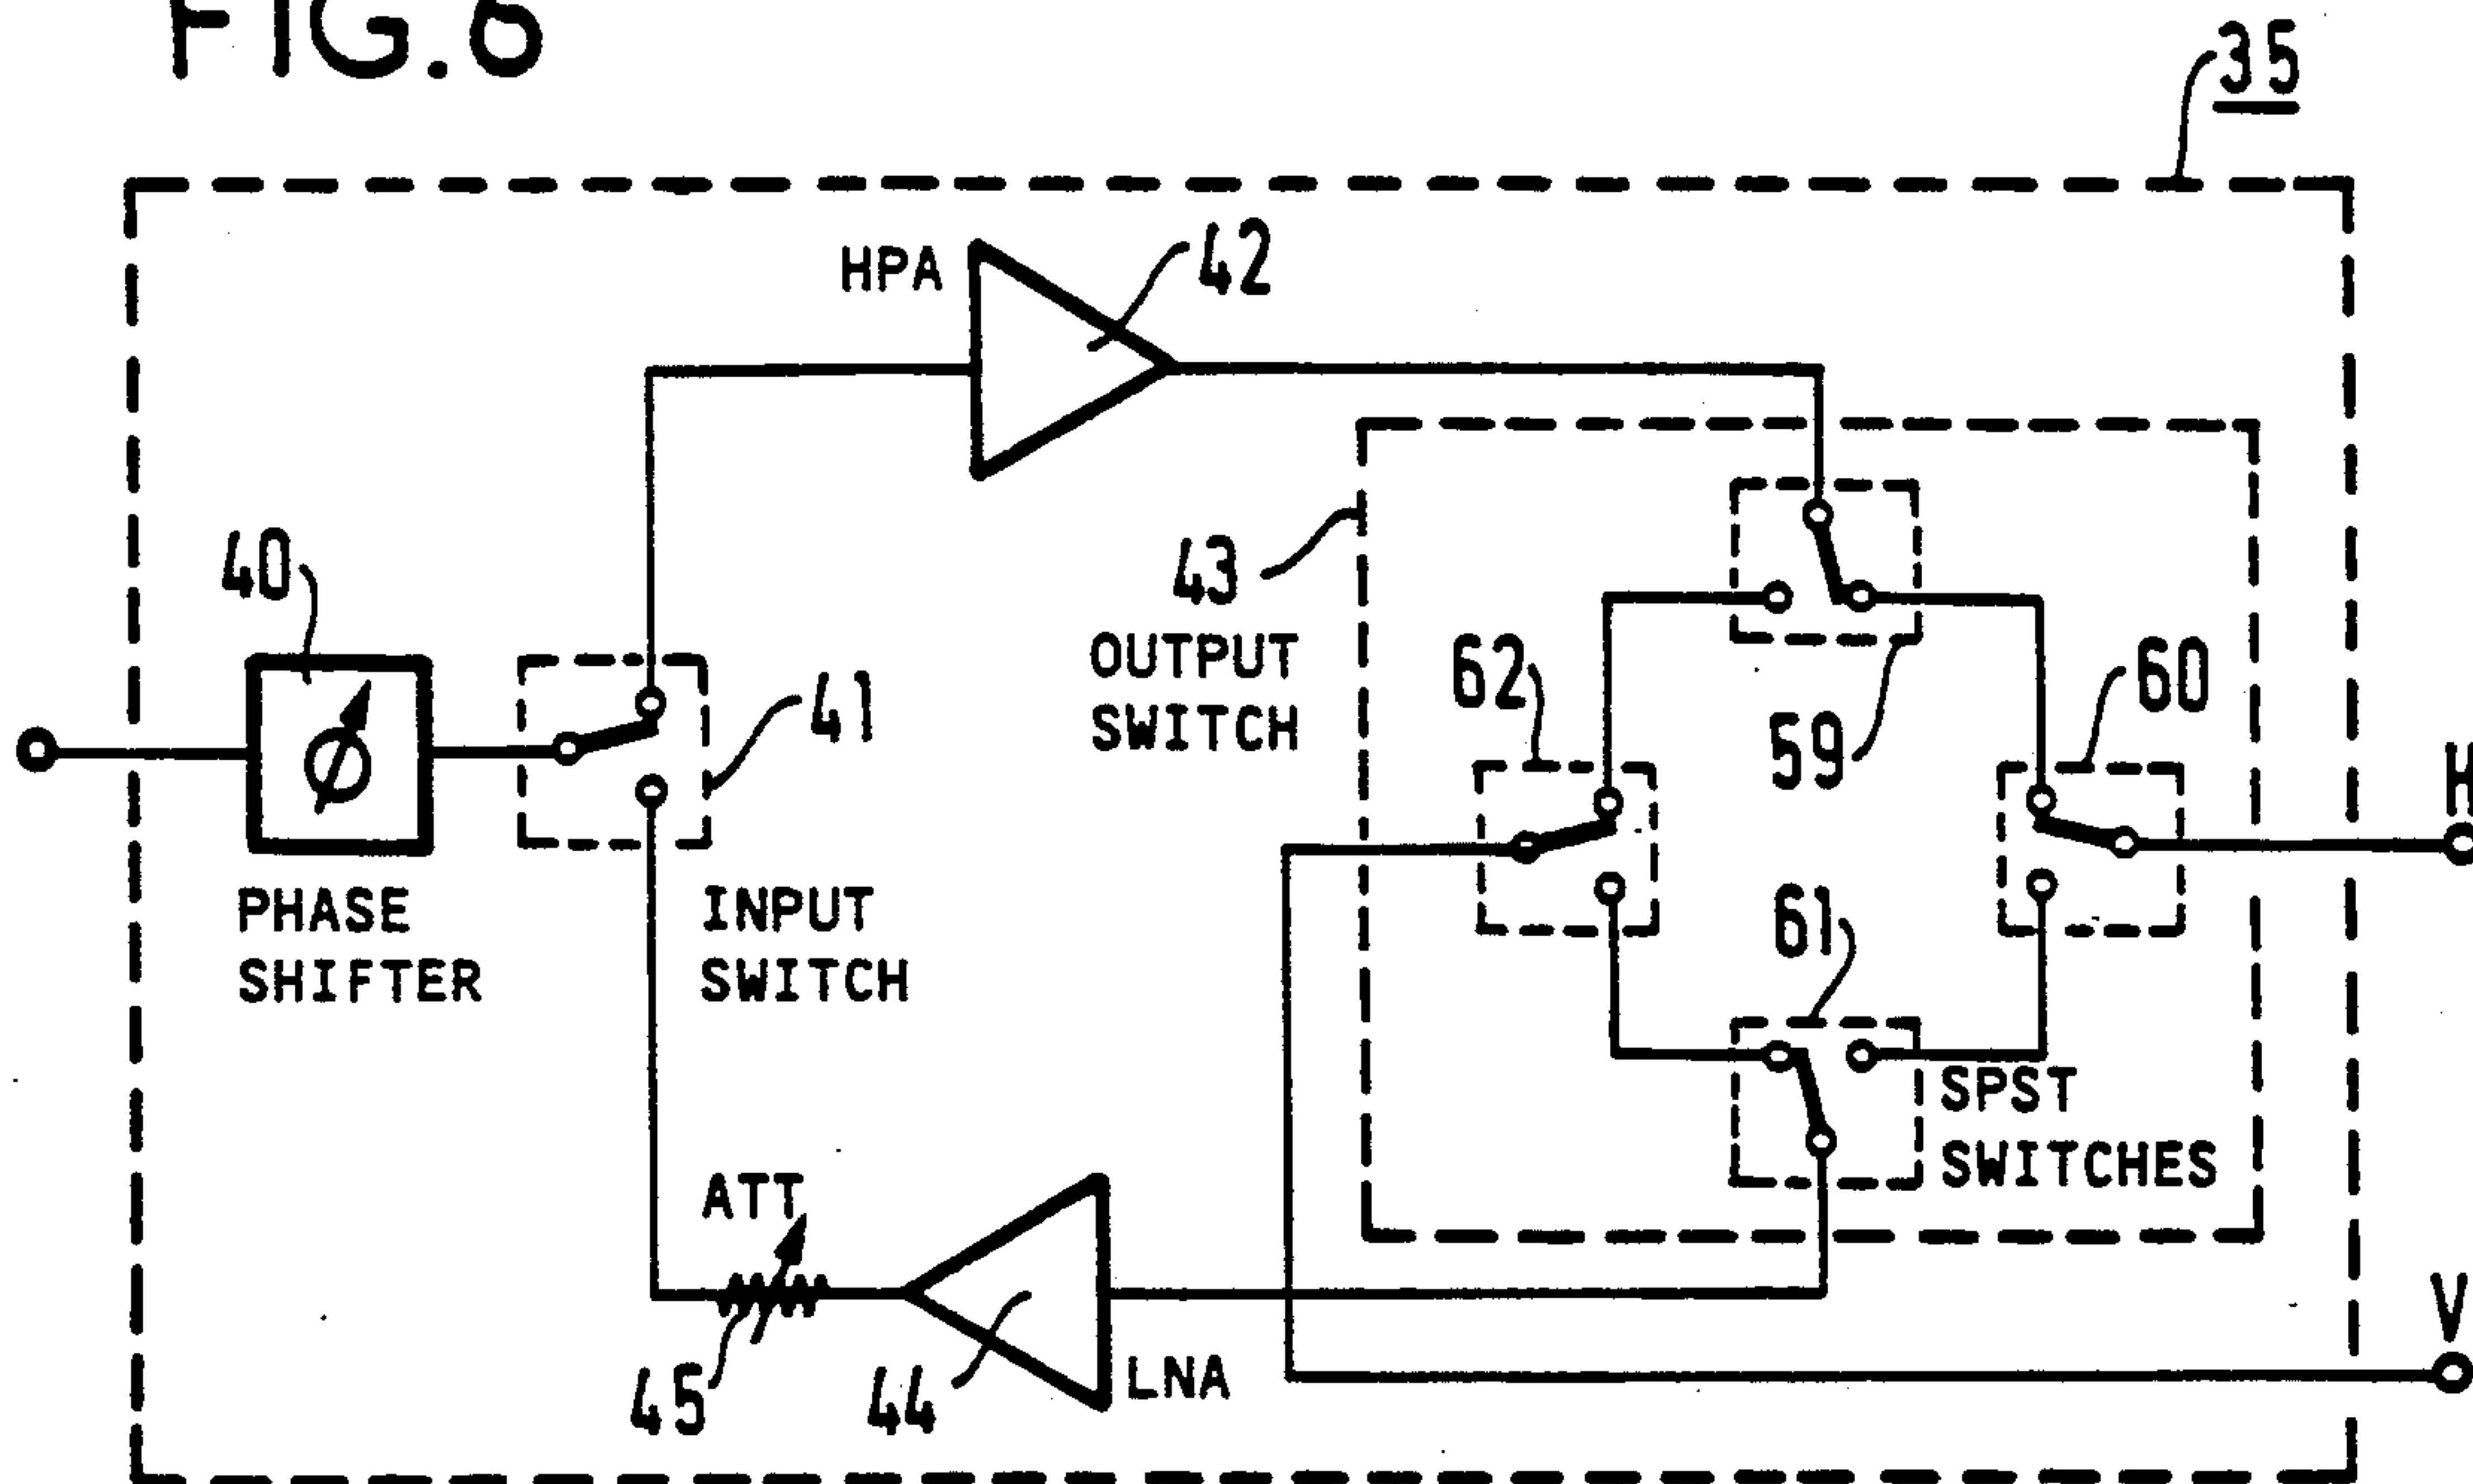 FIG.6
35
HPA
42
40
43
OUTPUT
SWITCH
62
60
41
59
H
PHASE
SHIFTER
INPUT
SWITCH
61
SPST
SWITCHES
ATT
V
45
44
LNA